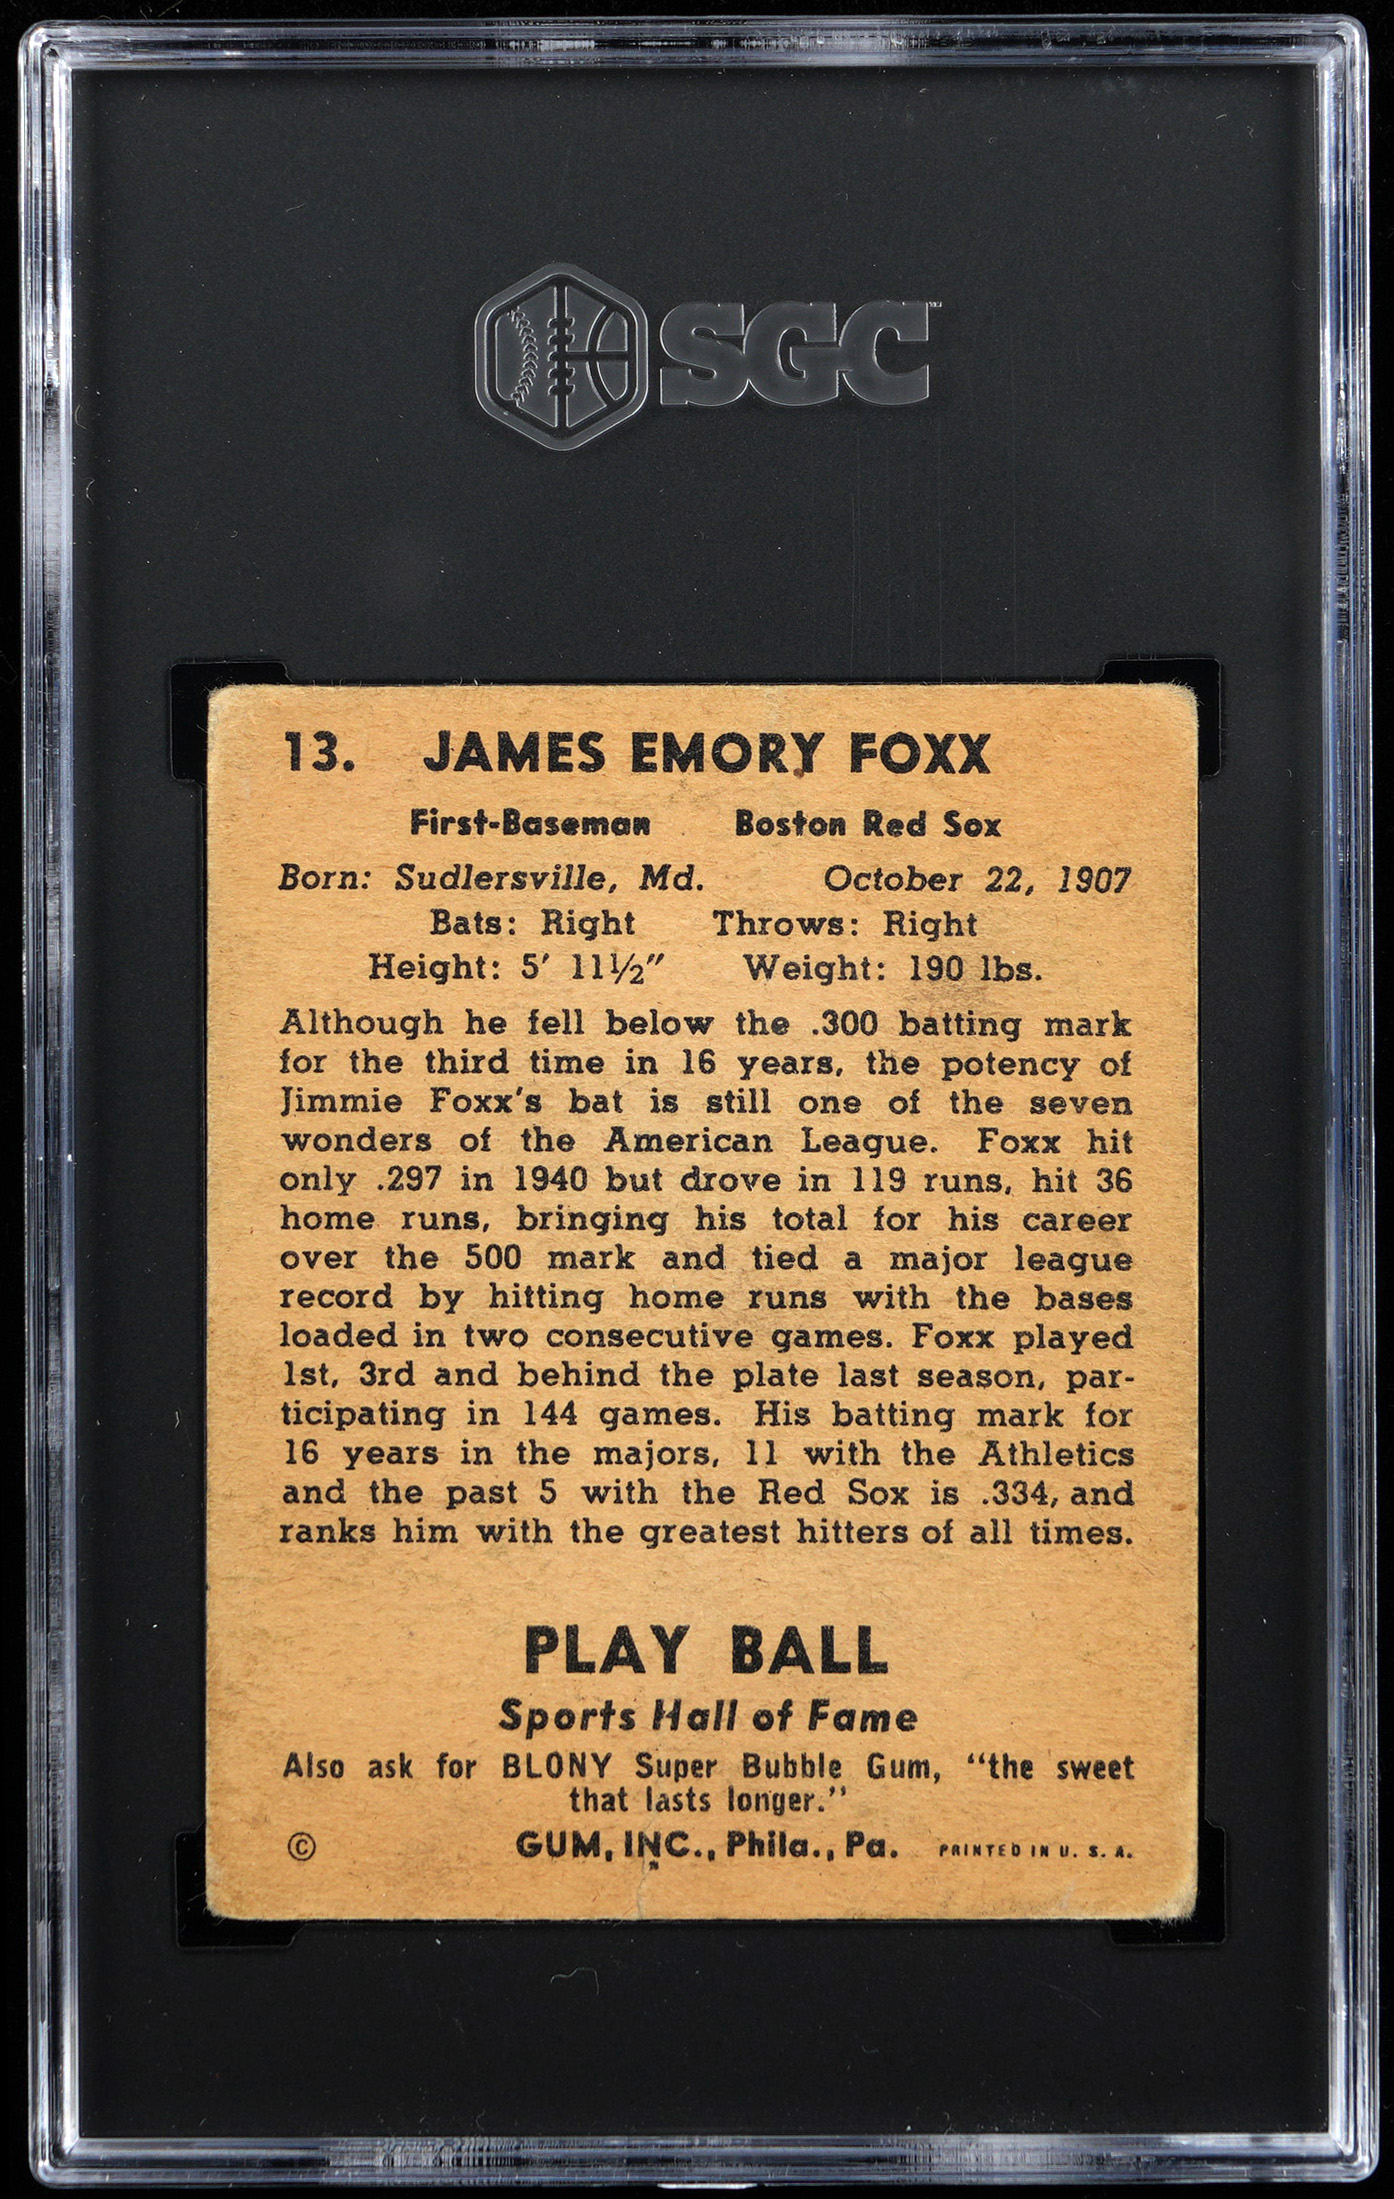 SGC™
13. JAMES EMORY FOXX
First-Baseman Boston Red Sox
Born: Sudlersville, Md. October 22, 1907
Bats: Right Throws: Right
Height: 5′ 11½″ Weight: 190 lbs.
Although he fell below the .300 batting mark
for the third time in 16 years, the potency of
Jimmie Foxx's bat is still one of the seven
wonders of the American League. Foxx hit
only .297 in 1940 but drove in 119 runs, hit 36
home runs, bringing his total for his career
over the 500 mark and tied a major league
record by hitting home runs with the bases
loaded in two consecutive games. Foxx played
1st, 3rd and behind the plate last season, par-
ticipating in 144 games. His batting mark for
16 years in the majors, 11 with the Athletics
and the past 5 with the Red Sox is .334, and
ranks him with the greatest hitters of all times.
PLAY BALL
Sports Hall of Fame
Also ask for BLONY Super Bubble Gum, “the sweet
that lasts longer.”
© GUM, INC., Phila., Pa. PRINTED IN U. S. A.